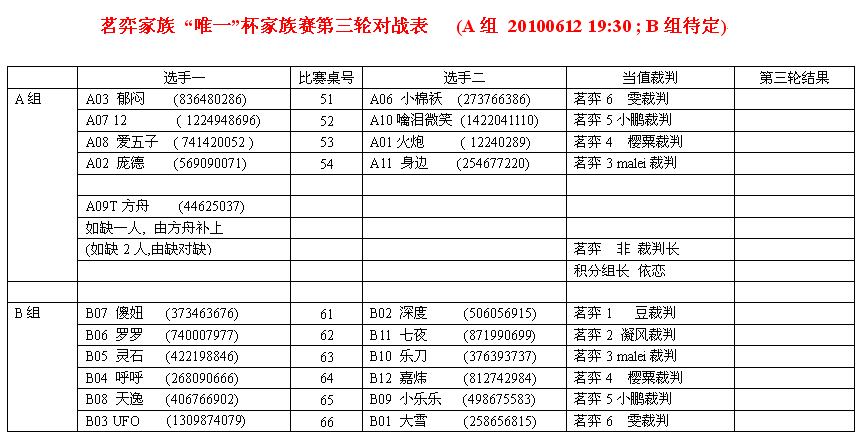 茗弈家族 “唯一”杯家族赛第三轮对战表 (A 组 20100612 19:30 ; B 组待定)
选手一 比赛桌号 选手二 当值裁判 第三轮结果
A 组 A03 郁闷 (836480286) 51 A06 小棉袄 (273766386) 茗弈 6 雯裁判
A07 12 ( 1224948696) 52 A10 噙泪微笑 (1422041110) 茗弈 5 小鹏裁判
A08 爱五子 ( 741420052 ) 53 A01 火炮 ( 12240289) 茗弈 4 樱粟裁判
A02 庞德 (569090071) 54 A11 身边 (254677220) 茗弈 3 malei 裁判
A09T 方舟 (44625037)
如缺一人, 由方舟补上
(如缺 2 人,由缺对缺) 茗弈 非 裁判长
积分组长 依恋
B 组 B07 傻妞 (373463676) 61 B02 深度 (506056915) 茗弈 1 豆裁判
B06 罗罗 (740007977) 62 B11 七夜 (871990699) 茗弈 2 凝风裁判
B05 灵石 (422198846) 63 B10 乐刀 (376393737) 茗弈 3 malei 裁判
B04 呼呼 (268090666) 64 B12 嘉炜 (812742984) 茗弈 4 樱粟裁判
B08 天逸 (406766902) 65 B09 小乐乐 (498675583) 茗弈 5 小鹏裁判
B03 UFO (1309874079) 66 B01 大雪 (258656815) 茗弈 6 雯裁判